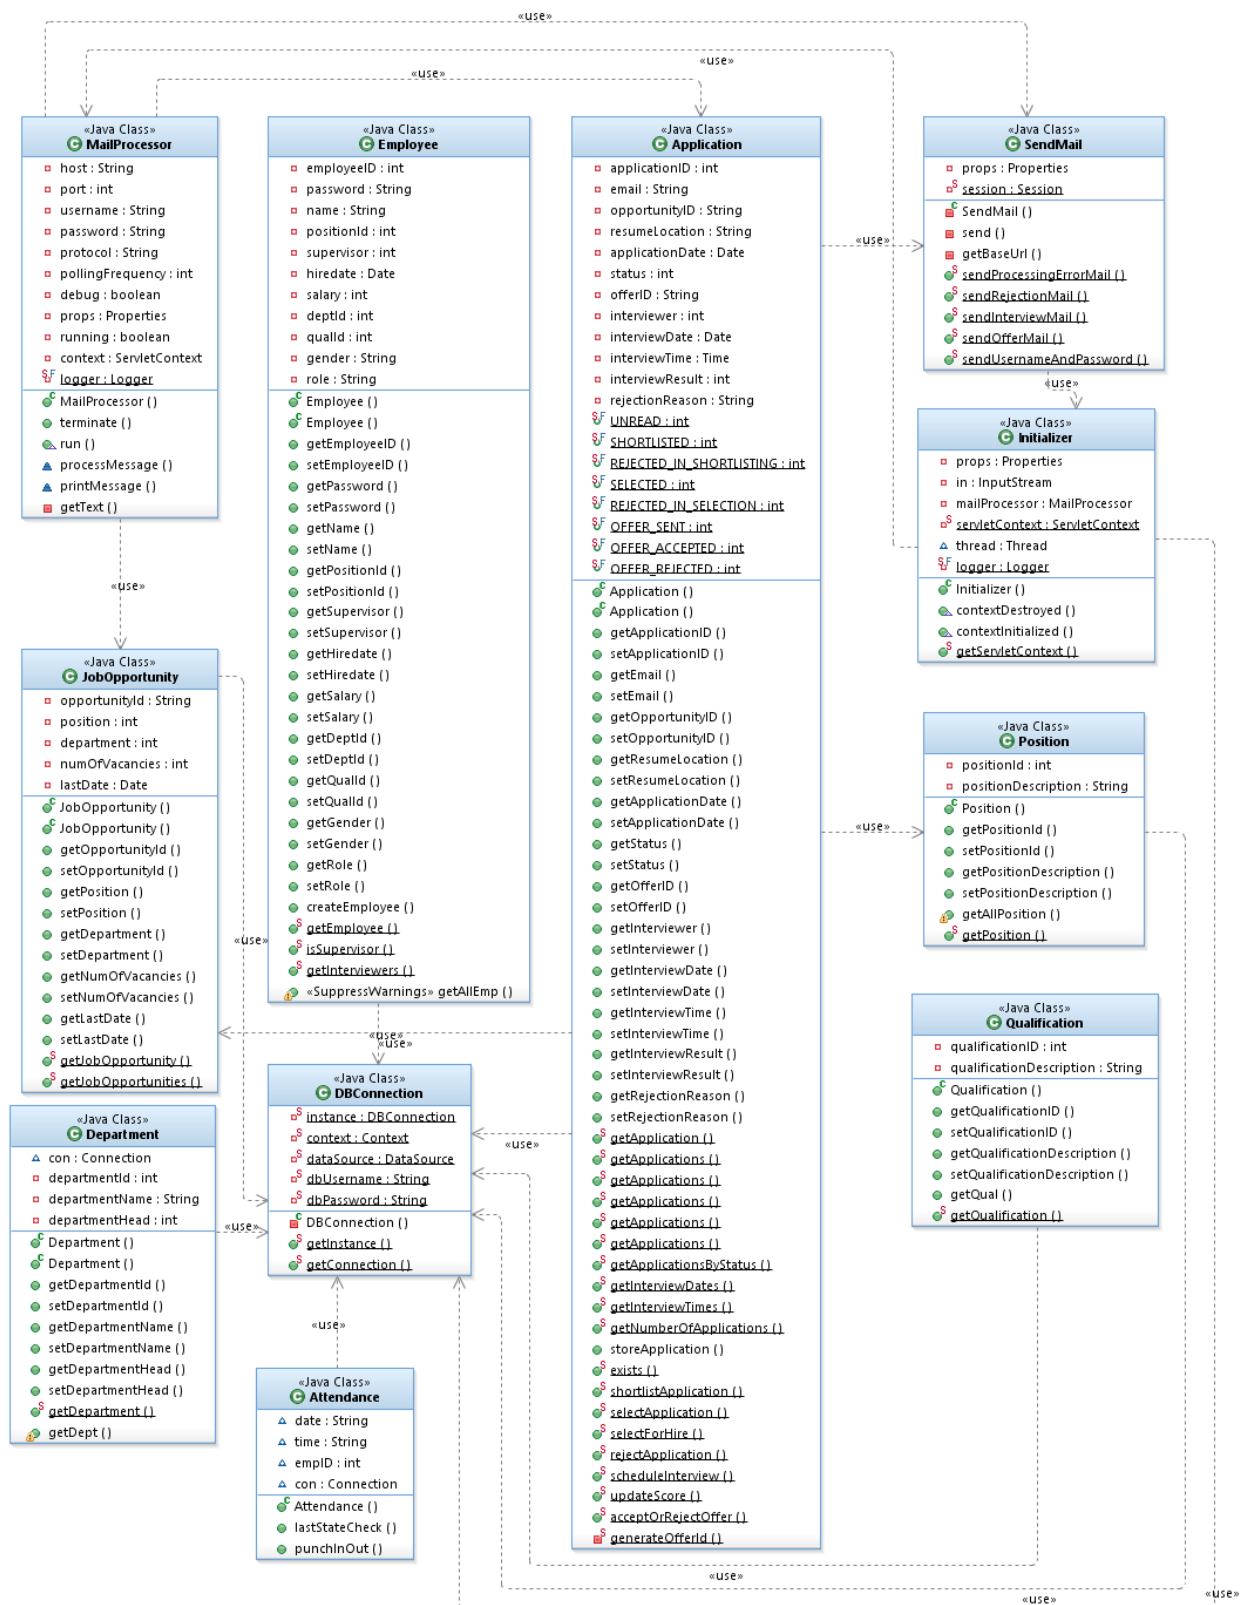 «use»
«use»
«use»
«Java Class»
MailProcessor
host : String
port : int
username : String
password : String
protocol : String
pollingFrequency : int
debug : boolean
props : Properties
running : boolean
context : ServletContext
logger : Logger
MailProcessor ( )
terminate ( )
run ( )
processMessage ( )
printMessage ( )
getText ( )
«use»
«Java Class»
JobOpportunity
opportunityId : String
position : int
department : int
numOfVacancies : int
lastDate : Date
JobOpportunity ( )
JobOpportunity ( )
getOpportunityId ( )
setOpportunityId ( )
getPosition ( )
setPosition ( )
getDepartment ( )
setDepartment ( )
getNumOfVacancies ( )
setNumOfVacancies ( )
getLastDate ( )
setLastDate ( )
getJobOpportunity ( )
getJobOpportunities ( )
«Java Class»
Department
con : Connection
departmentId : int
departmentName : String
departmentHead : int
Department ( )
Department ( )
getDepartmentId ( )
setDepartmentId ( )
getDepartmentName ( )
setDepartmentName ( )
getDepartmentHead ( )
setDepartmentHead ( )
getDepartment ( )
getDept ( )
«use»
«use»
«Java Class»
Employee
employeeID : int
password : String
name : String
positionId : int
supervisor : int
hiredate : Date
salary : int
deptId : int
qualId : int
gender : String
role : String
Employee ( )
Employee ( )
getEmployeeID ( )
setEmployeeID ( )
getPassword ( )
setPassword ( )
getName ( )
setName ( )
getPositionId ( )
setPositionId ( )
getSupervisor ( )
setSupervisor ( )
getHiredate ( )
setHiredate ( )
getSalary ( )
setSalary ( )
getDeptId ( )
setDeptId ( )
getQualId ( )
setQualId ( )
getGender ( )
setGender ( )
getRole ( )
setRole ( )
createEmployee ( )
getEmployee ( )
isSupervisor ( )
getInterviewers ( )
«SuppressWarnings» getAllEmp ( )
«use»
«use»
«Java Class»
DBConnection
instance : DBConnection
context : Context
dataSource : DataSource
dbUsername : String
dbPassword : String
DBConnection ( )
getInstance ( )
getConnection ( )
«use»
«use»
«Java Class»
Attendance
date : String
time : String
empID : int
con : Connection
Attendance ( )
lastStateCheck ( )
punchInOut ( )
«Java Class»
Application
applicationID : int
email : String
opportunityID : String
resumeLocation : String
applicationDate : Date
status : int
offerID : String
interviewer : int
interviewDate : Date
interviewTime : Time
interviewResult : int
rejectionReason : String
UNREAD : int
SHORTLISTED : int
REJECTED_IN_SHORTLISTING : int
SELECTED : int
REJECTED_IN_SELECTION : int
OFFER_SENT : int
OFFER_ACCEPTED : int
OFFER_REJECTED : int
Application ( )
Application ( )
getApplicationID ( )
setApplicationID ( )
getEmail ( )
setEmail ( )
getOpportunityID ( )
setOpportunityID ( )
getResumeLocation ( )
setResumeLocation ( )
getApplicationDate ( )
setApplicationDate ( )
getStatus ( )
setStatus ( )
getOfferID ( )
setOfferID ( )
getInterviewer ( )
setInterviewer ( )
getInterviewDate ( )
setInterviewDate ( )
getInterviewTime ( )
setInterviewTime ( )
getInterviewResult ( )
setInterviewResult ( )
getRejectionReason ( )
setRejectionReason ( )
getApplication ( )
getApplications ( )
getApplications ( )
getApplications ( )
getApplications ( )
getApplications ( )
getApplicationsByStatus ( )
getInterviewDates ( )
getInterviewTimes ( )
getNumberOfApplications ( )
storeApplication ( )
exists ( )
shortlistApplication ( )
selectApplication ( )
selectForHire ( )
rejectApplication ( )
scheduleInterview ( )
updateScore ( )
acceptOrRejectOffer ( )
generateOfferId ( )
«use»
«use»
«Java Class»
SendMail
props : Properties
session : Session
SendMail ( )
send ( )
getBaseUrl ( )
sendProcessingErrorMail ( )
sendRejectionMail ( )
sendInterviewMail ( )
sendOfferMail ( )
sendUsernameAndPassword ( )
«use»
«Java Class»
Initializer
props : Properties
in : InputStream
mailProcessor : MailProcessor
servletContext : ServletContext
thread : Thread
logger : Logger
Initializer ( )
contextDestroyed ( )
contextInitialized ( )
getServletContext ( )
«Java Class»
Position
positionId : int
positionDescription : String
Position ( )
getPositionId ( )
setPositionId ( )
getPositionDescription ( )
setPositionDescription ( )
getAllPosition ( )
getPosition ( )
«Java Class»
Qualification
qualificationID : int
qualificationDescription : String
Qualification ( )
getQualificationID ( )
setQualificationID ( )
getQualificationDescription ( )
setQualificationDescription ( )
getQual ( )
getQualification ( )
«use»
«use»
«use»